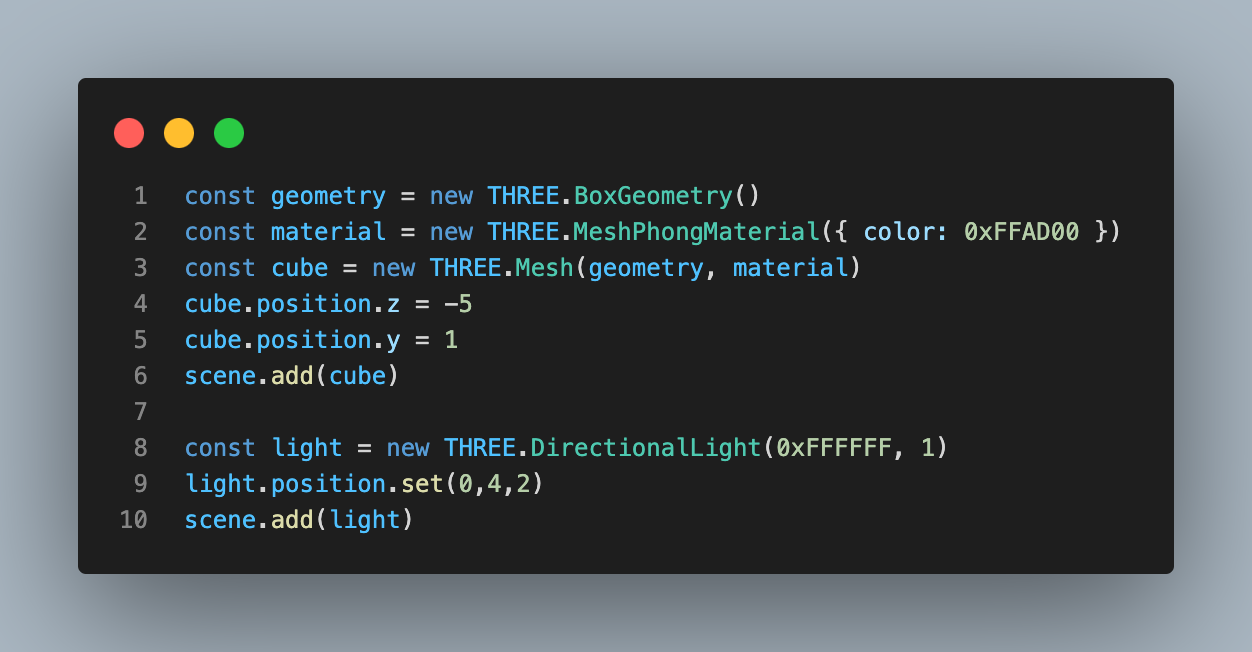 1 const geometry = new THREE.BoxGeometry()
2 const material = new THREE.MeshPhongMaterial({ color: 0xFFAD00 })
3 const cube = new THREE.Mesh(geometry, material)
4 cube.position.z = -5
5 cube.position.y = 1
6 scene.add(cube)
7
8 const light = new THREE.DirectionalLight(0xFFFFFF, 1)
9 light.position.set(0,4,2)
10 scene.add(light)